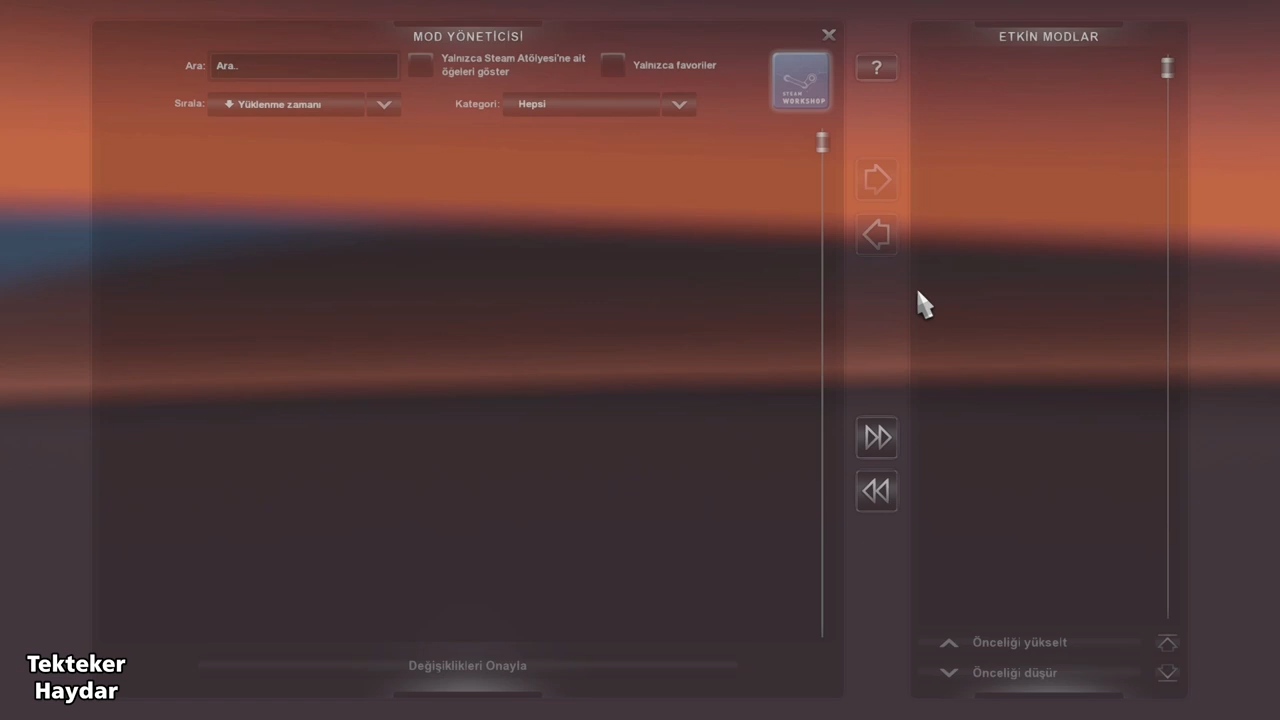 MOD YÖNETİCİSİ
Ara:
Ara..
Yalnızca Steam Atölyesi'ne ait
öğeleri göster
Yalnızca favoriler
Sırala:
Yüklenme zamanı
Kategori:
Hepsi
STEAM
WORKSHOP
?
ETKİN MODLAR
Önceliği yükselt
Önceliği düşür
Değişiklikleri Onayla
Tekteker
Haydar